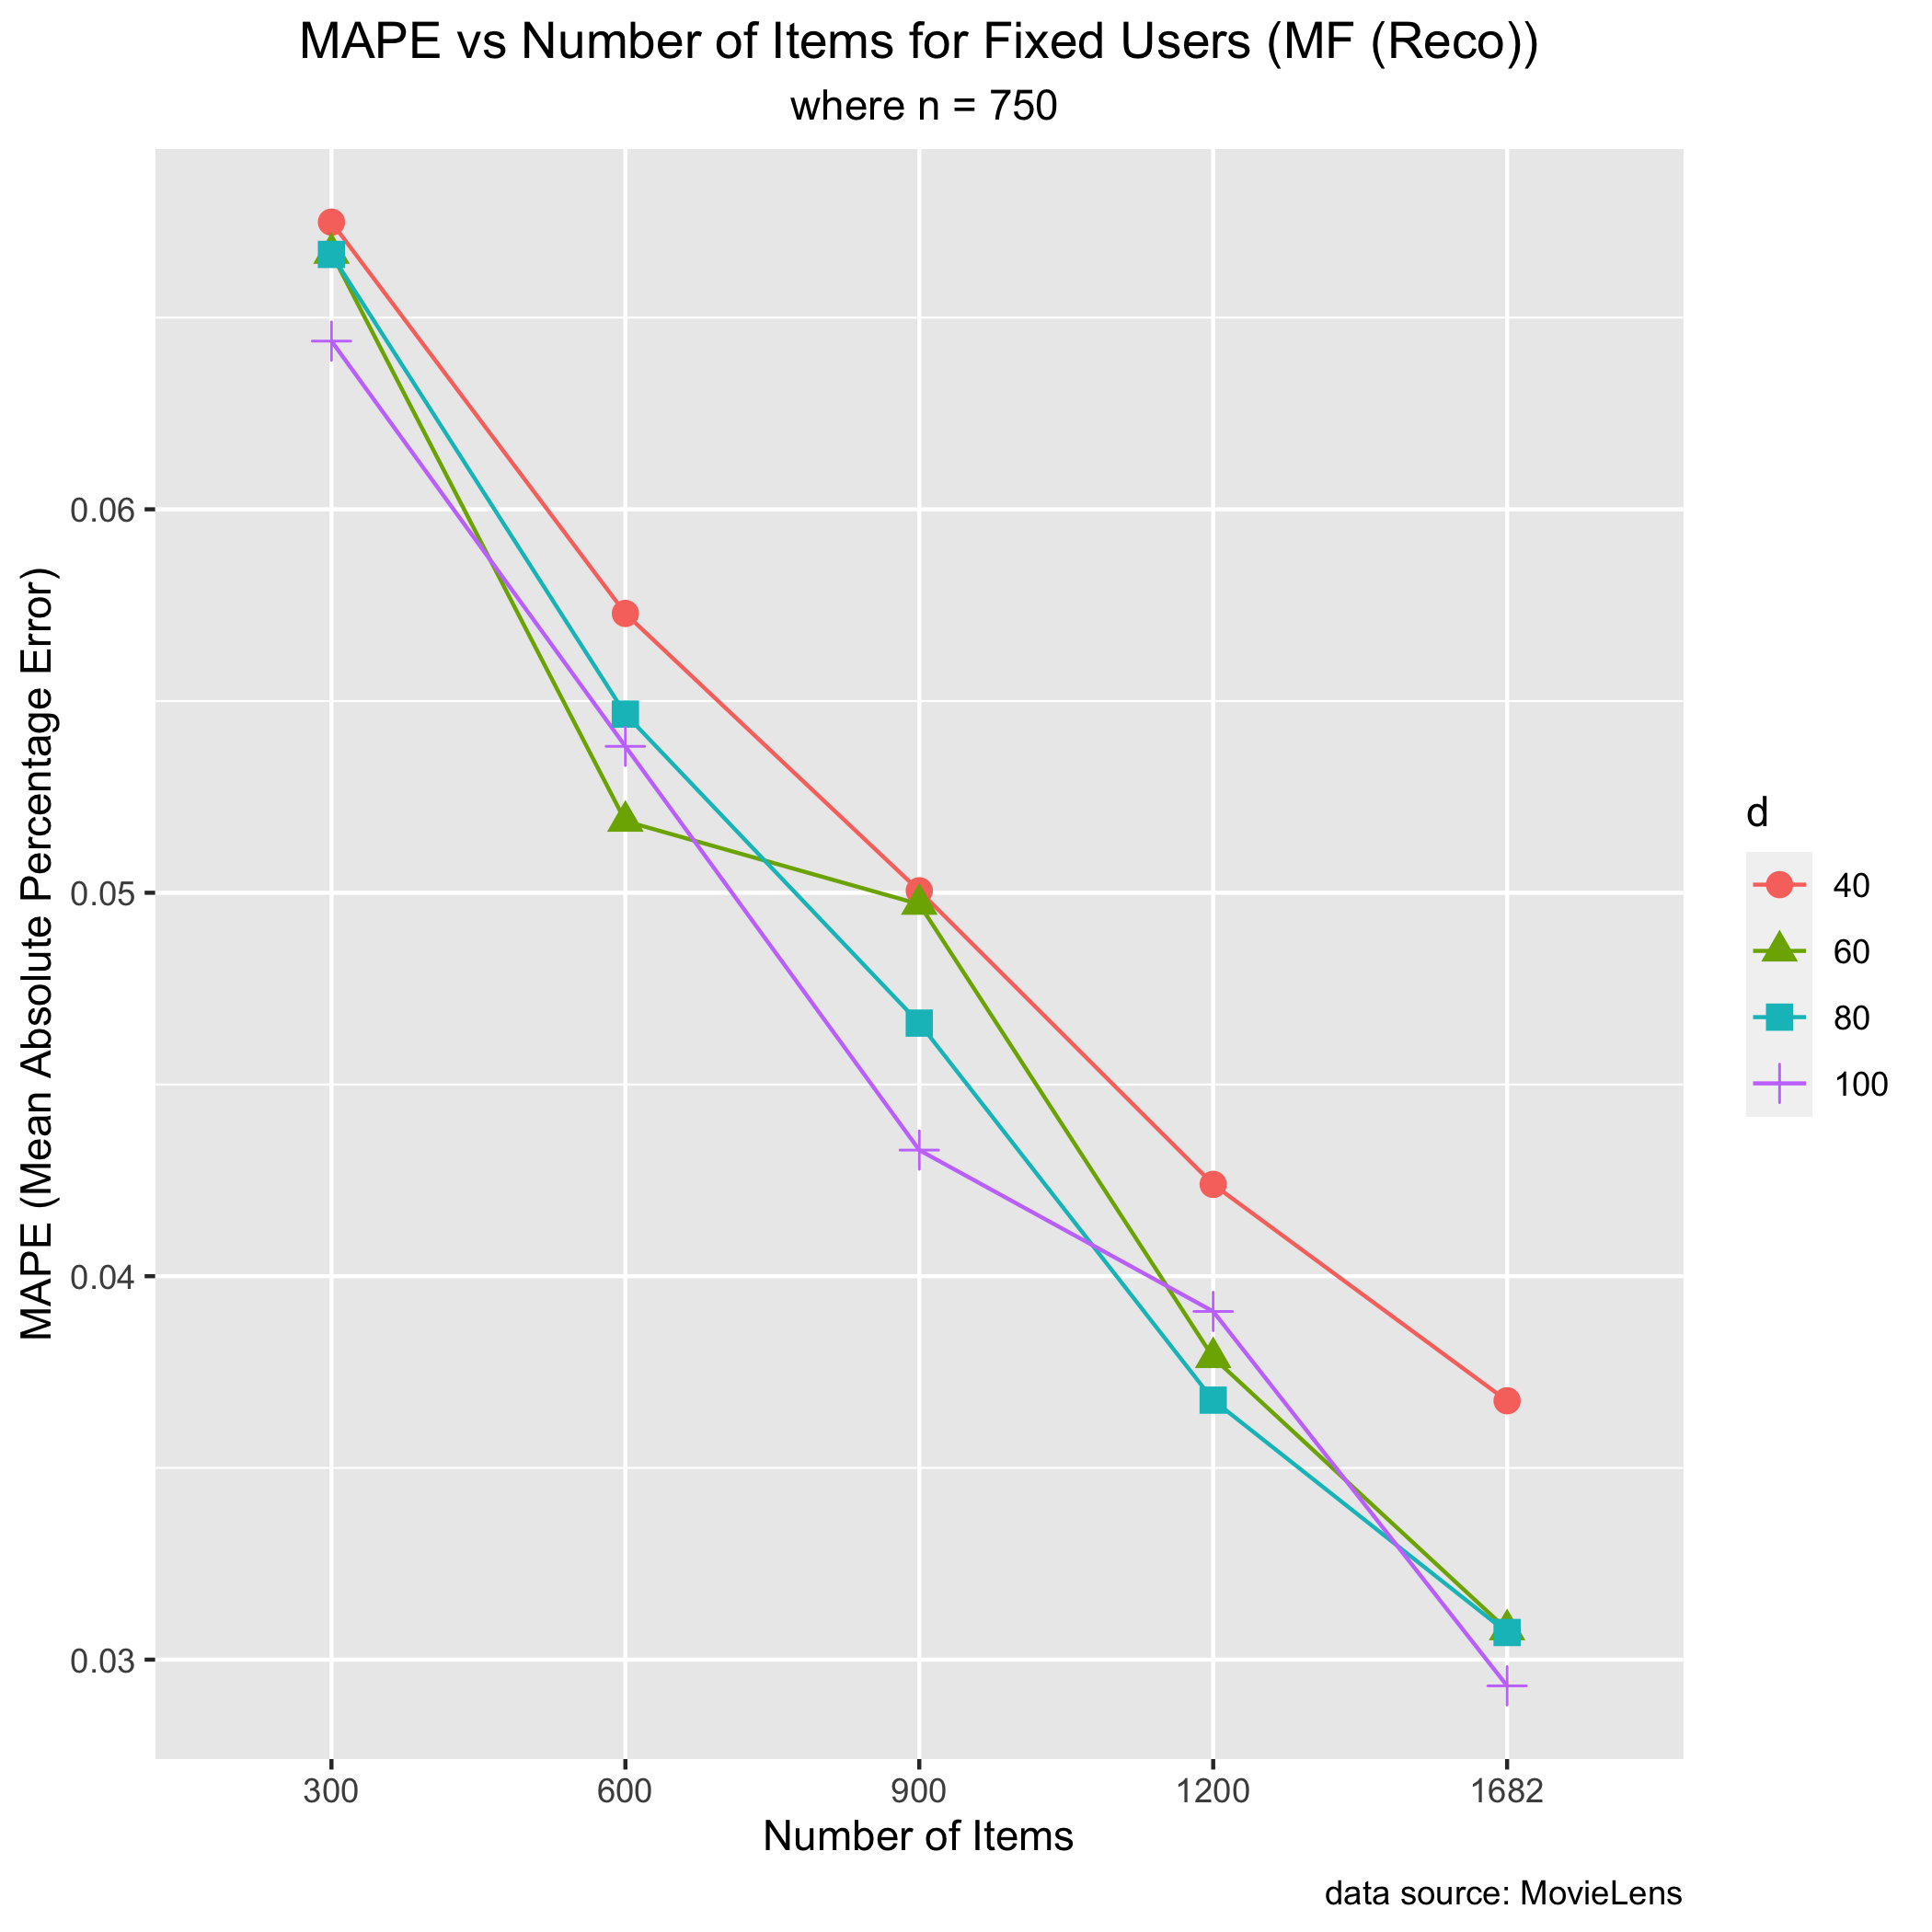 MAPE vs Number of Items for Fixed Users (MF (Reco))
where n = 750
MAPE (Mean Absolute Percentage Error)
0.06
0.05
0.04
0.03
300 600 900 1200 1682
Number of Items
d
40
60
80
100
data source: MovieLens